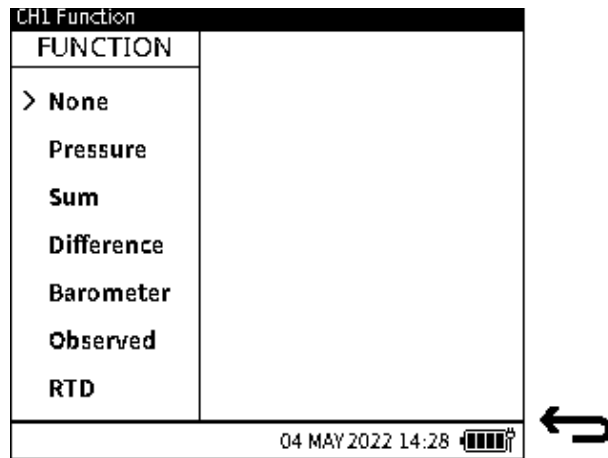 CH1 Function
FUNCTION
> None
Pressure
Sum
Difference
Barometer
Observed
RTD
04 MAY 2022 14:28